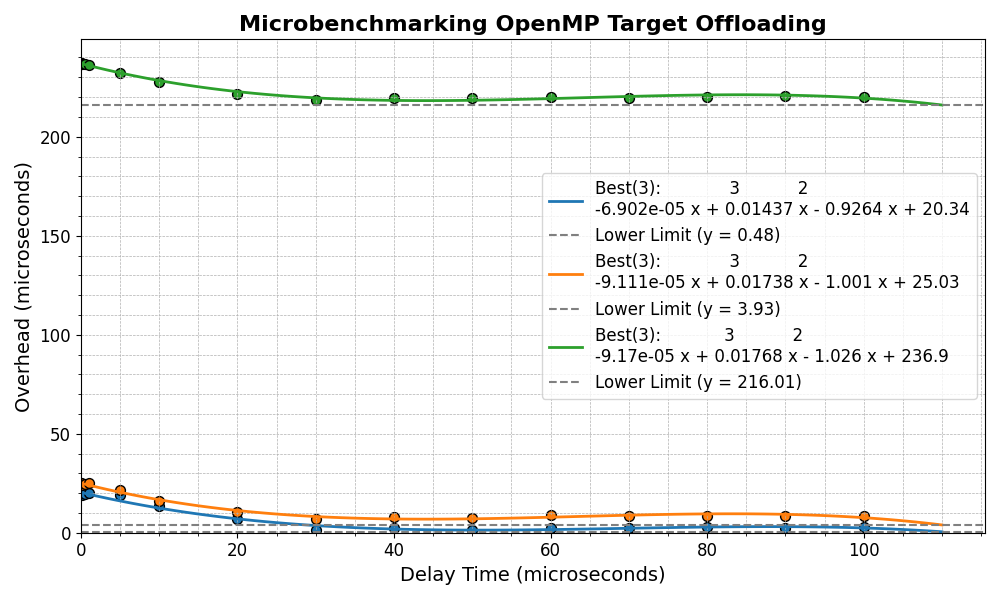 Microbenchmarking OpenMP Target Offloading
Overhead (microseconds)
200
150
100
50
0
Best(3): 3 2
-6.902e-05 x + 0.01437 x - 0.9264 x + 20.34
Lower Limit (y = 0.48)
Best(3): 3 2
-9.111e-05 x + 0.01738 x - 1.001 x + 25.03
Lower Limit (y = 3.93)
Best(3): 3 2
-9.17e-05 x + 0.01768 x - 1.026 x + 236.9
Lower Limit (y = 216.01)
0 20 40 60 80 100
Delay Time (microseconds)